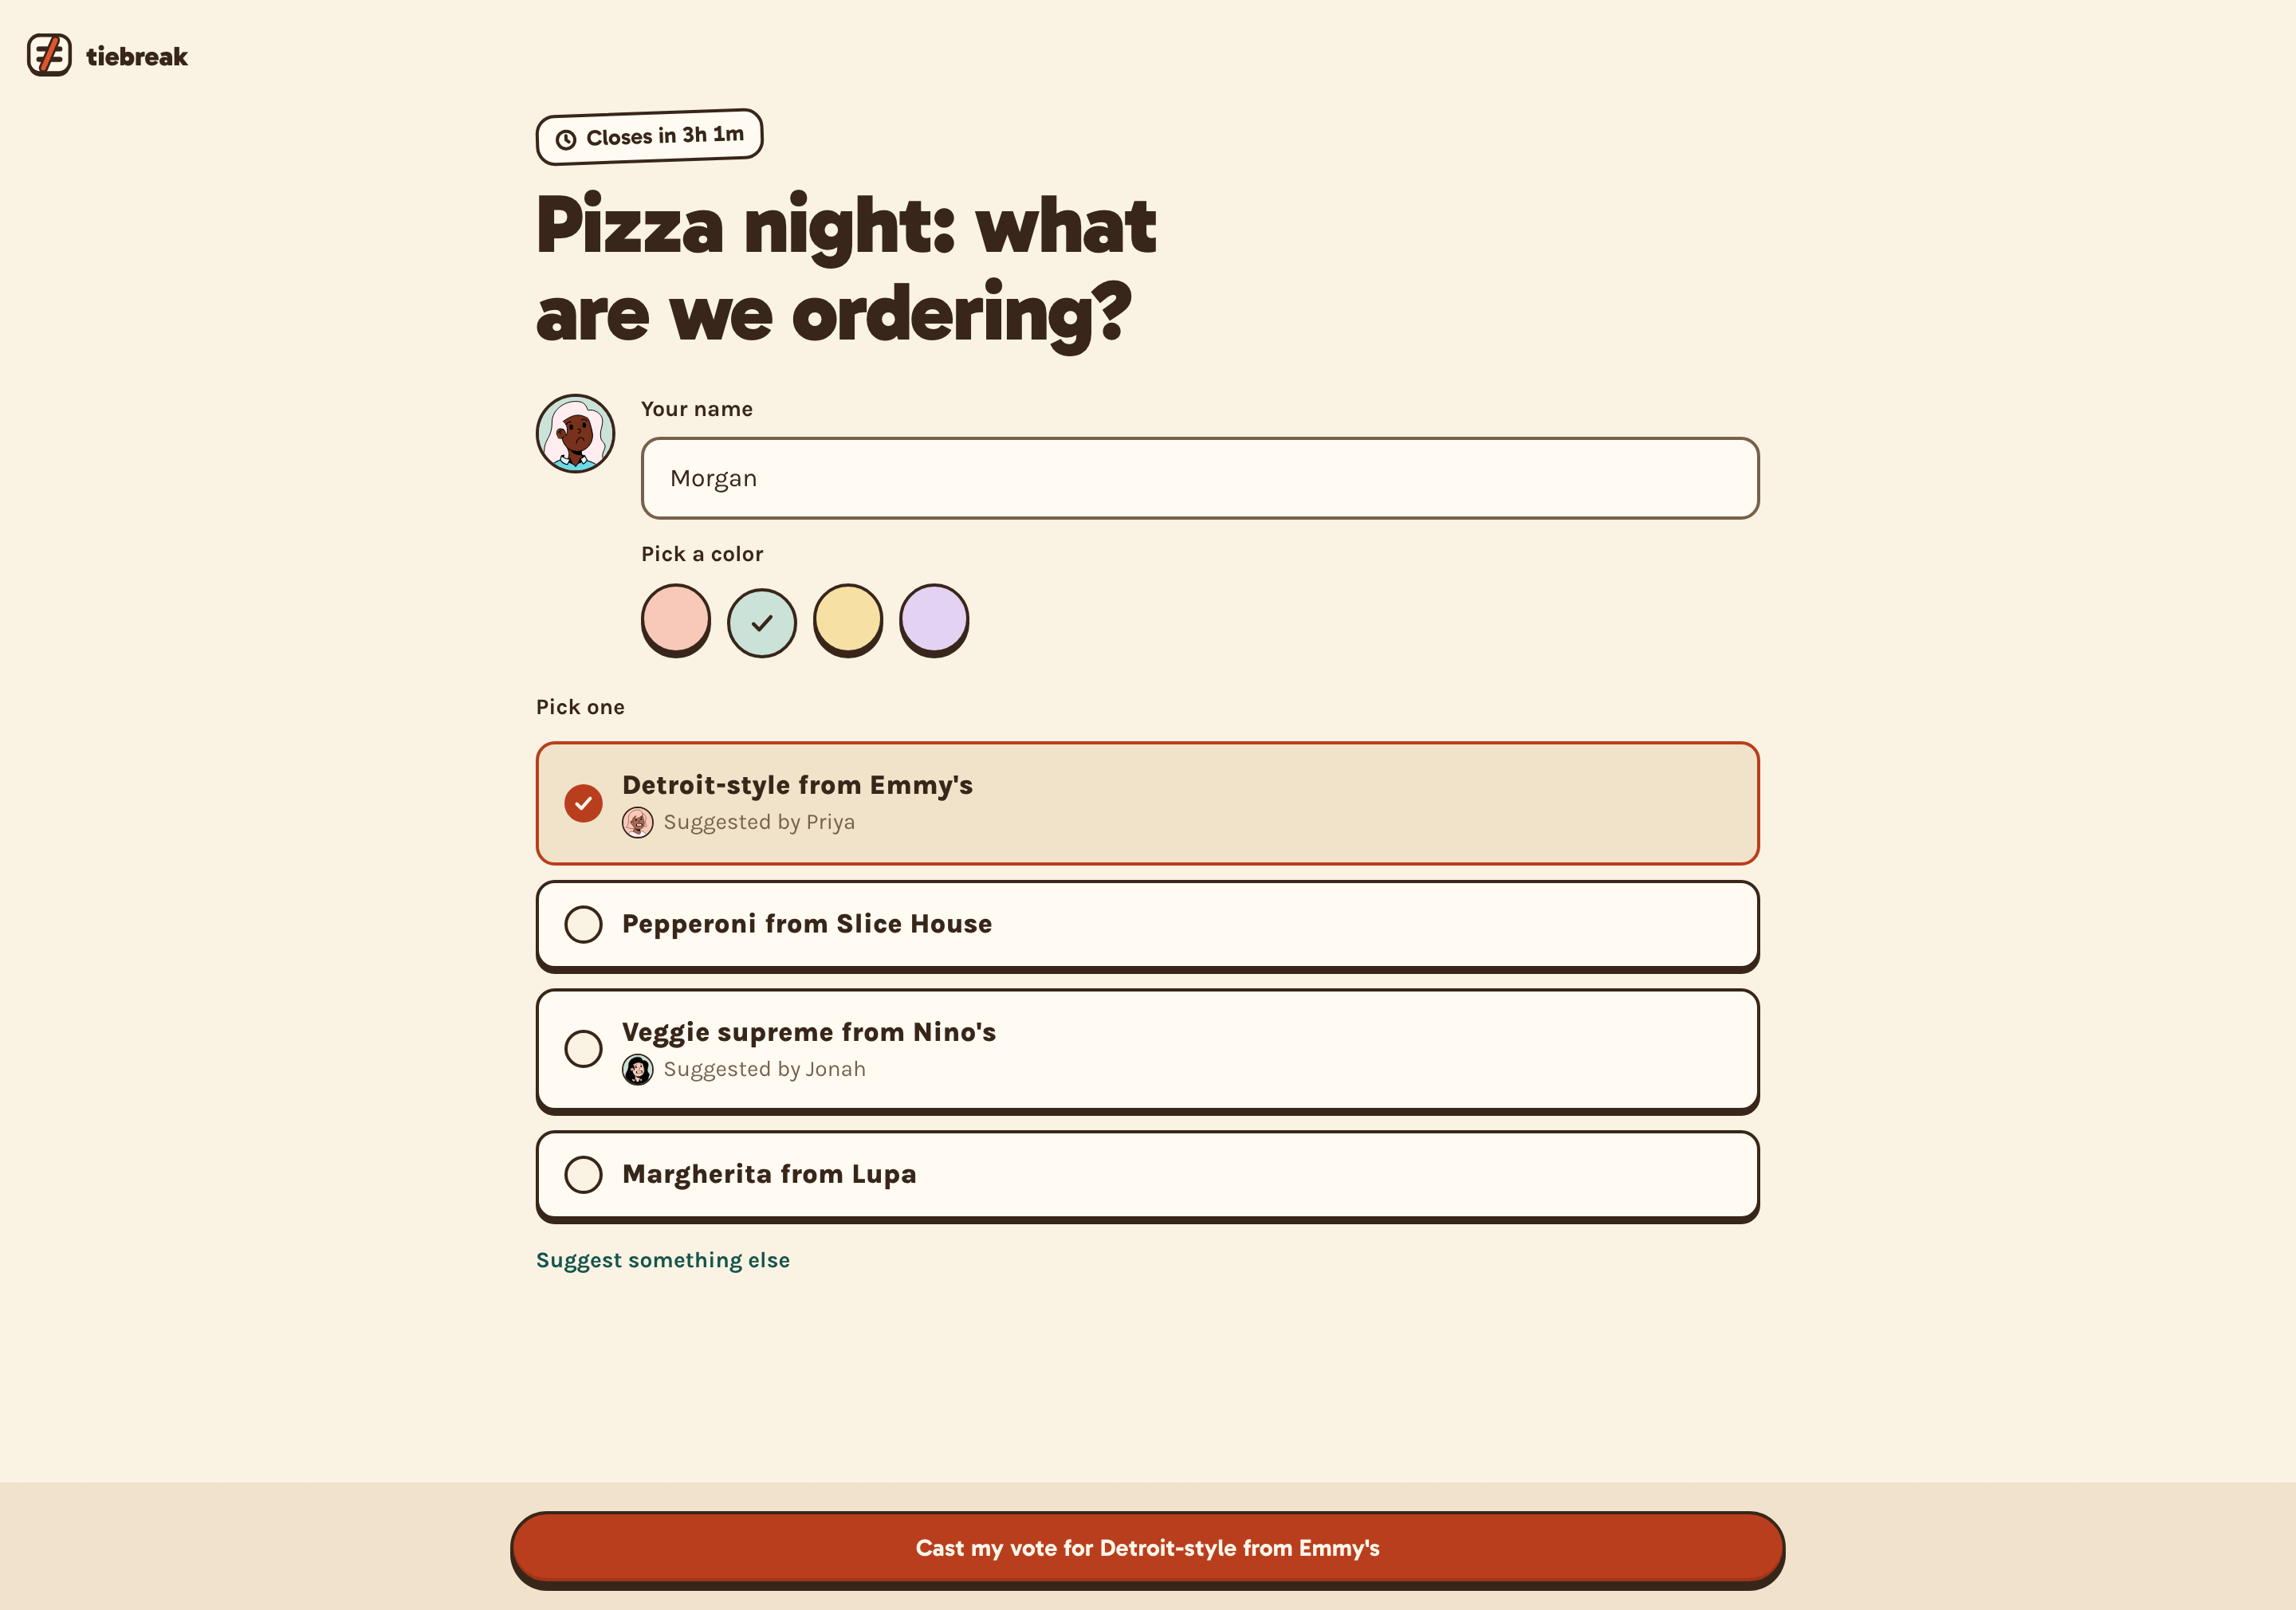 tiebreak
Closes in 3h 1m
Pizza night: what
are we ordering?
Your name
Morgan
Pick a color
Pick one
Detroit-style from Emmy's
Suggested by Priya
Pepperoni from Slice House
Veggie supreme from Nino's
Suggested by Jonah
Margherita from Lupa
Suggest something else
Cast my vote for Detroit-style from Emmy's